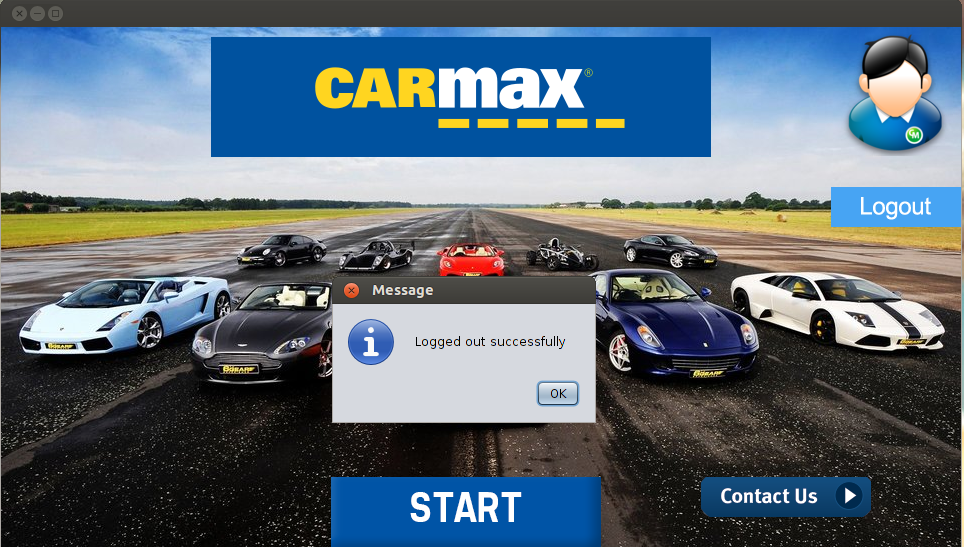 CARmax®
Logout
Message
Logged out successfully
OK
START
Contact Us